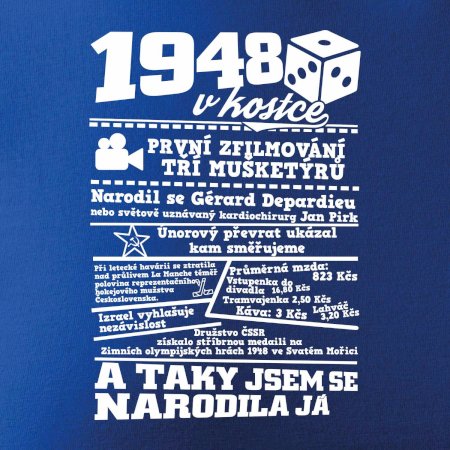 1948
v kostce
PRVNÍ ZFILMOVÁNÍ
TŘÍ MUŠKETÝRŮ
Narodil se Gérard Depardieu
nebo světově uznávaný kardiochirurg Jan Pirk
Únorový převrat ukázal
kam směřujeme
Při letecké havárii se ztratila
nad průlivem La Manche téměř
polovina reprezentačního
hokejového mužstva
Československa.
Izrael vyhlašuje
nezávislost
Průměrná mzda:
823 Kčs
Vstupenka do
divadla 16,80 Kčs
Tramvajenka 2,50 Kčs
Káva: 3 Kčs
Lahváč
3,20 Kčs
Družstvo ČSSR
získalo stříbrnou medaili na
Zimních olympijských hrách 1948 ve Svatém Mořici
A TAKY JSEM SE
NARODILA JÁ